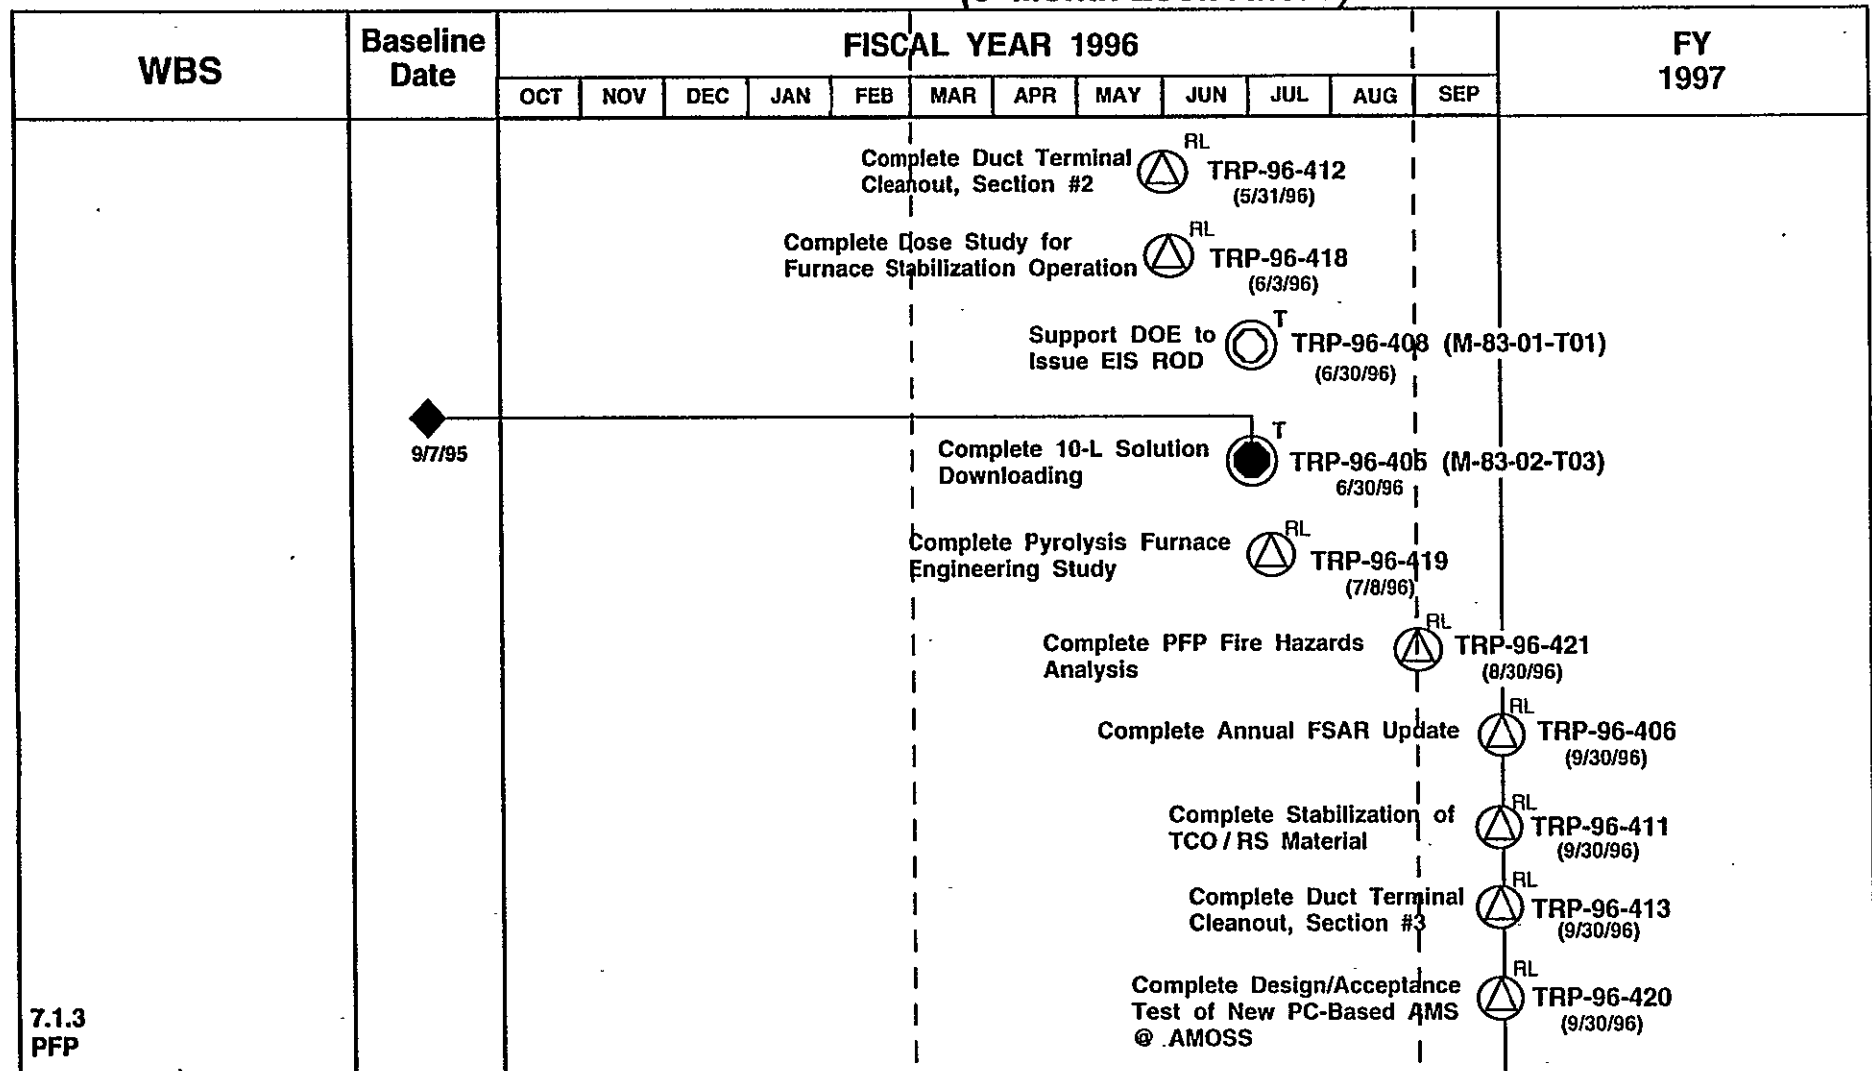 WBS
Baseline
Date
FISCAL YEAR 1996
FY
1997
OCT NOV DEC JAN FEB MAR APR MAY JUN JUL AUG SEP
RL
Complete Duct Terminal
Cleanout, Section #2
TRP-96-412
(5/31/96)
RL
Complete Dose Study for
Furnace Stabilization Operation
TRP-96-418
(6/3/96)
T
Support DOE to
Issue EIS ROD
TRP-96-408 (M-83-01-T01)
(6/30/96)
9/7/95
T
Complete 10-L Solution
Downloading
TRP-96-405 (M-83-02-T03)
6/30/96
RL
Complete Pyrolysis Furnace
Engineering Study
TRP-96-419
(7/8/96)
RL
Complete PFP Fire Hazards
Analysis
TRP-96-421
(8/30/96)
RL
Complete Annual FSAR Update
TRP-96-406
(9/30/96)
RL
Complete Stabilization of
TCO / RS Material
TRP-96-411
(9/30/96)
RL
Complete Duct Terminal
Cleanout, Section #3
TRP-96-413
(9/30/96)
RL
Complete Design/Acceptance
Test of New PC-Based AMS
@ .AMOSS
TRP-96-420
(9/30/96)
7.1.3
PFP